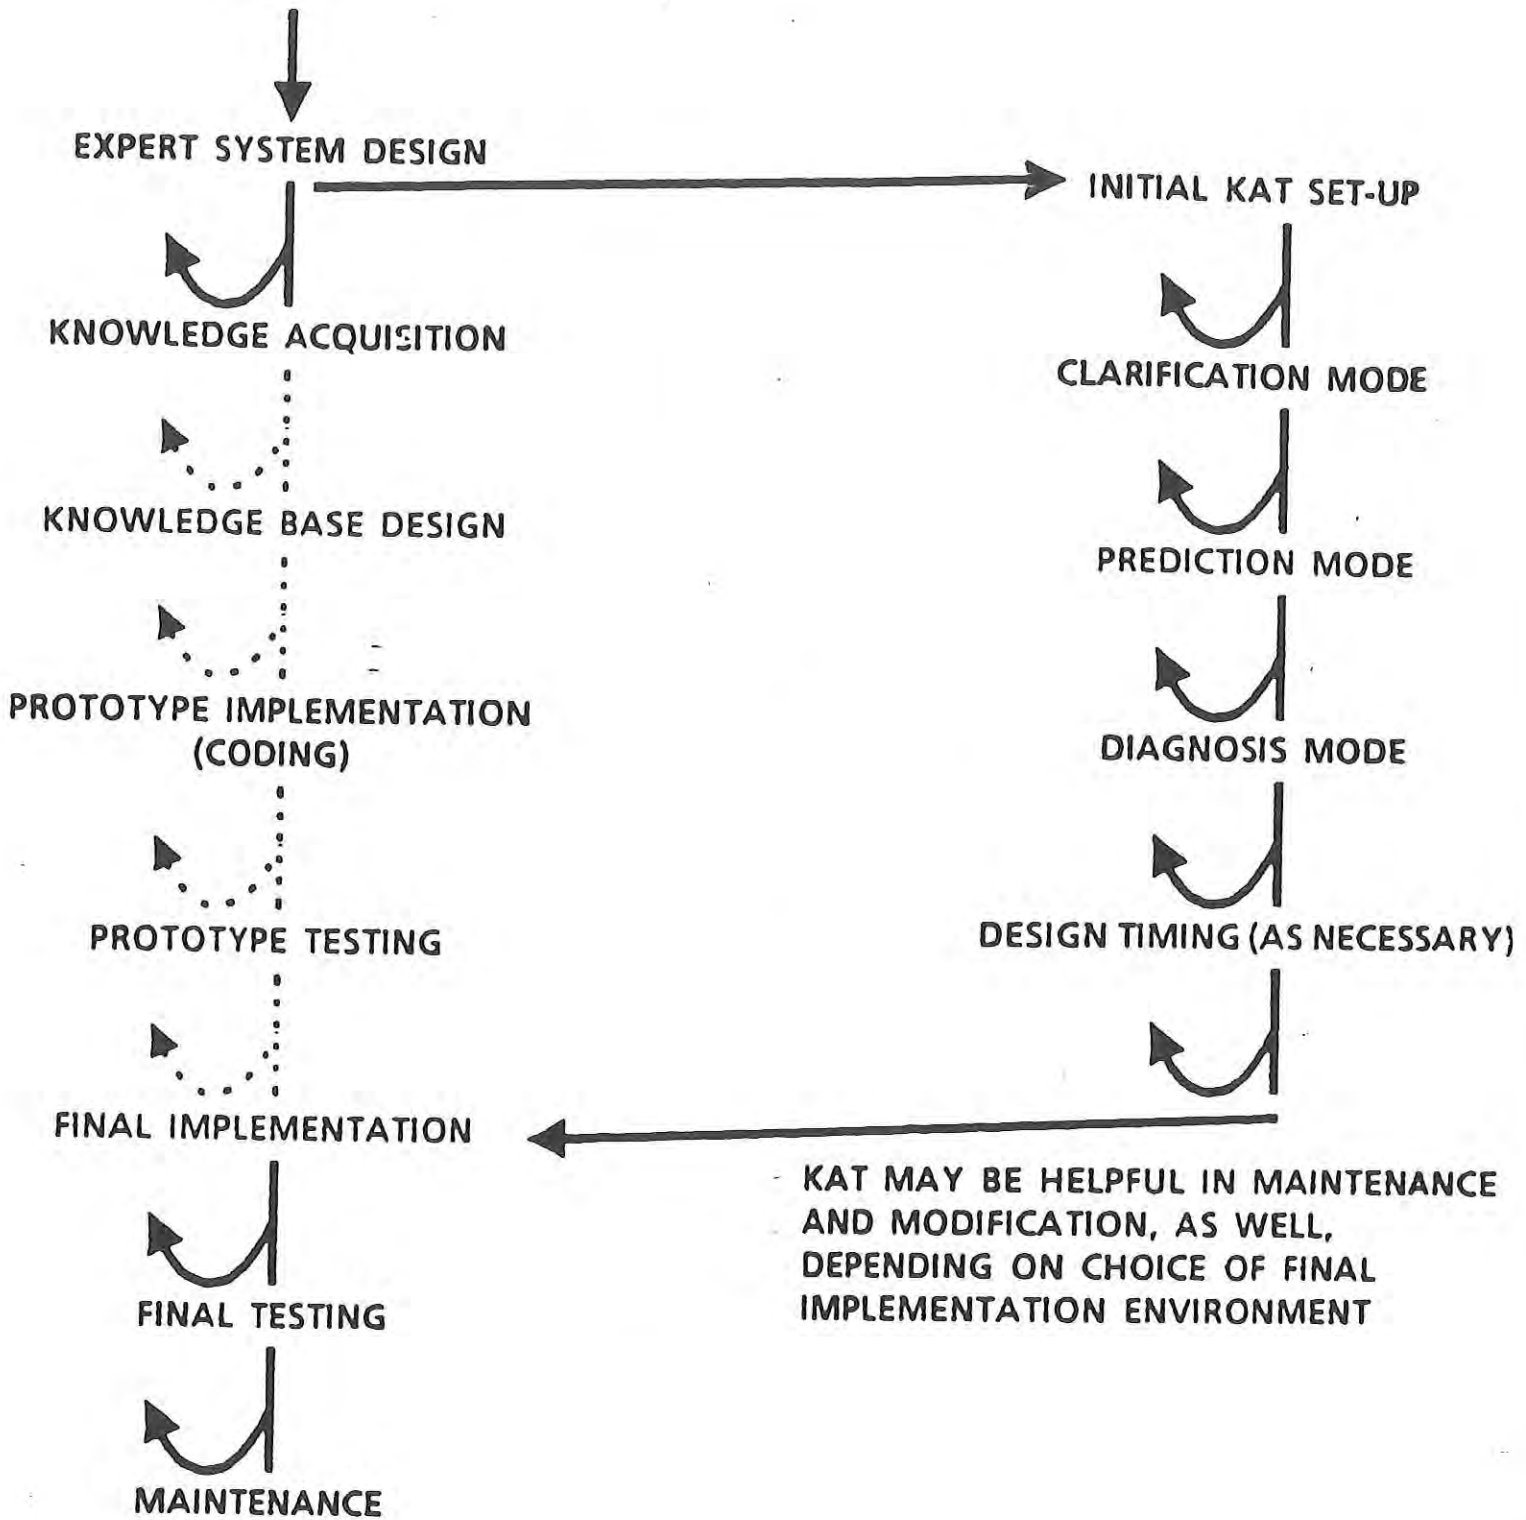 EXPERT SYSTEM DESIGN
KNOWLEDGE ACQUISITION
KNOWLEDGE BASE DESIGN
PROTOTYPE IMPLEMENTATION
(CODING)
PROTOTYPE TESTING
FINAL IMPLEMENTATION
FINAL TESTING
MAINTENANCE
INITIAL KAT SET-UP
CLARIFICATION MODE
PREDICTION MODE
DIAGNOSIS MODE
DESIGN TIMING (AS NECESSARY)
KAT MAY BE HELPFUL IN MAINTENANCE
AND MODIFICATION, AS WELL,
DEPENDING ON CHOICE OF FINAL
IMPLEMENTATION ENVIRONMENT